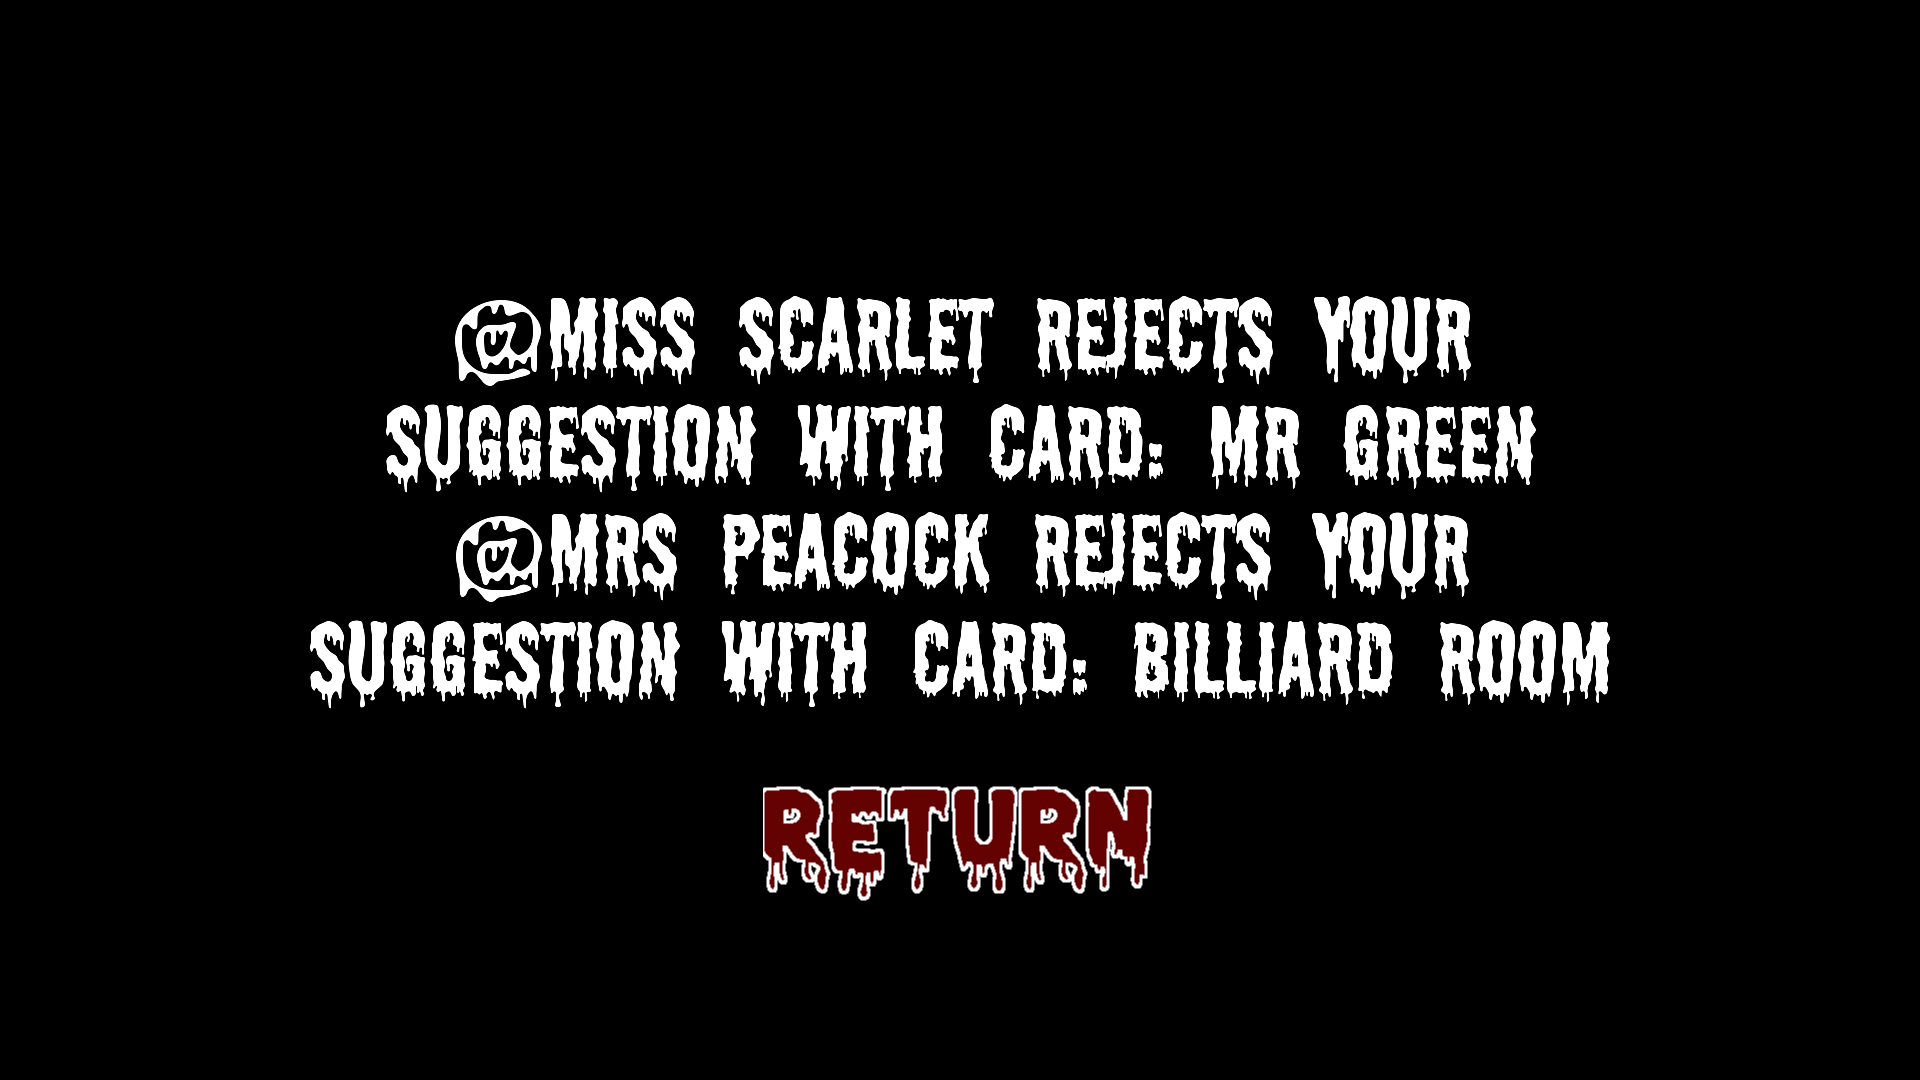 @MISS SCARLET REJECTS YOUR
SUGGESTION WITH CARD: MR GREEN
@MRS PEACOCK REJECTS YOUR
SUGGESTION WITH CARD: BILLIARD ROOM
RETURN